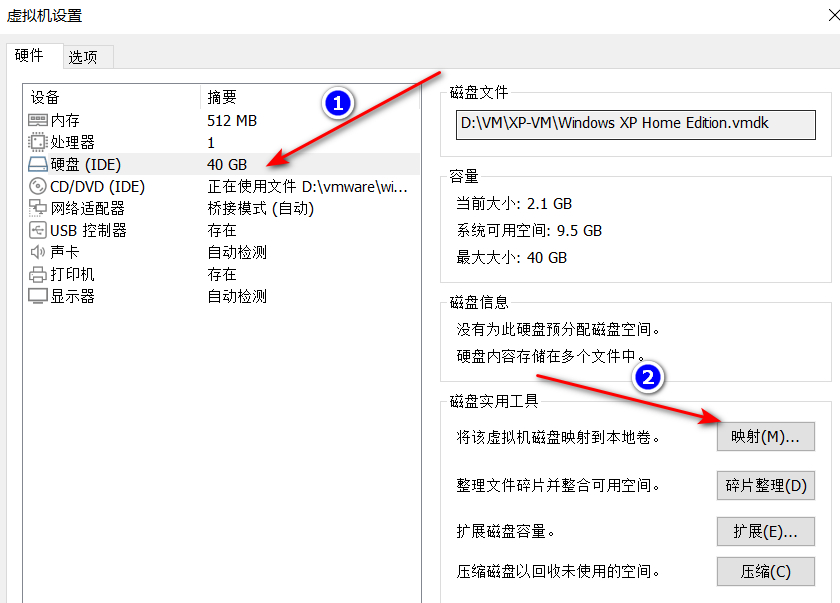 虚拟机设置
硬件 选项
设备 摘要
内存 512 MB
处理器 1
硬盘 (IDE) 40 GB
CD/DVD (IDE) 正在使用文件 D:\vmware\wi...
网络适配器 桥接模式 (自动)
USB 控制器 存在
声卡 自动检测
打印机 存在
显示器 自动检测
1
磁盘文件
D:\VM\XP-VM\Windows XP Home Edition.vmdk
容量
当前大小: 2.1 GB
系统可用空间: 9.5 GB
最大大小: 40 GB
磁盘信息
没有为此硬盘预分配磁盘空间。
硬盘内容存储在多个文件中。
2
磁盘实用工具
将该虚拟机磁盘映射到本地卷。 映射(M)...
整理文件碎片并整合可用空间。 碎片整理(D)
扩展磁盘容量。 扩展(E)...
压缩磁盘以回收未使用的空间。 压缩(C)